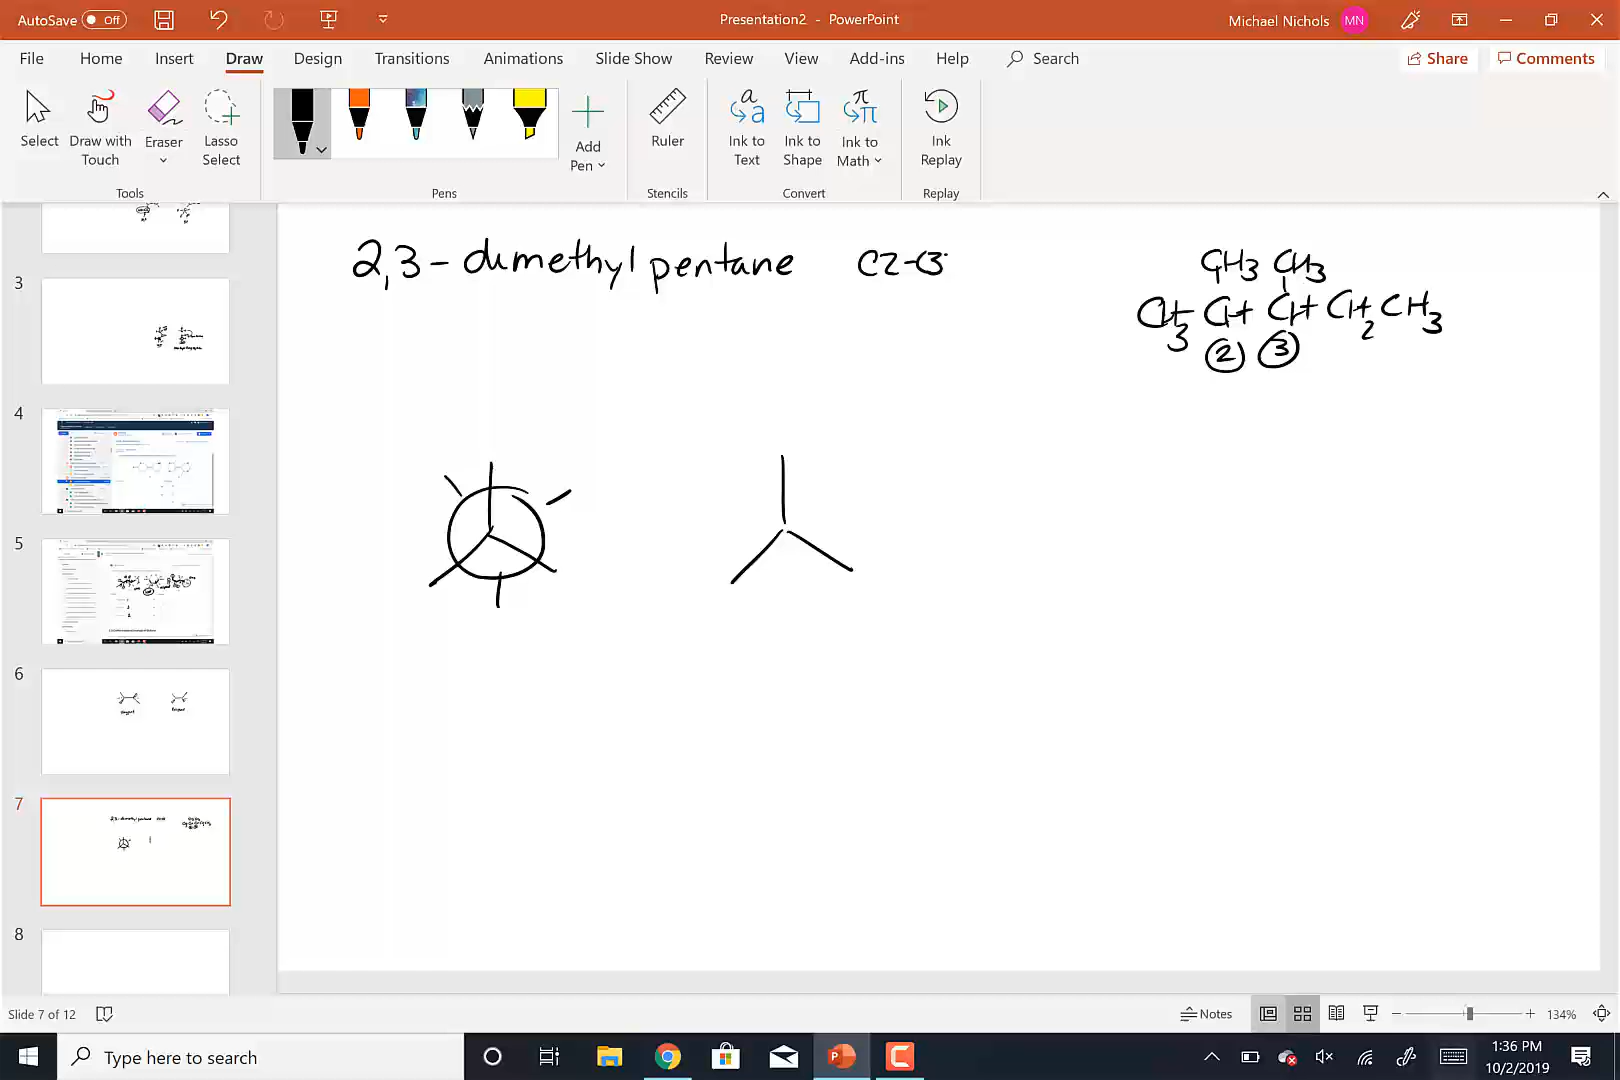 AutoSave Off
Presentation2 - PowerPoint
Michael Nichols MN
File Home Insert Draw Design Transitions Animations Slide Show Review View Add-ins Help Search Share Comments
Select
Draw with Touch
Eraser
Lasso Select
Tools
Pens
Add Pen
Ruler
Stencils
Ink to Text
Ink to Shape
Ink to Math
Convert
Ink Replay
Replay
3
4
5
6
7
8
2,3-dimethylpentane C2-C3
CH3 CH3
CH3 CH CH CH2 CH3
2 3
Slide 7 of 12
Notes
134%
Type here to search
1:36 PM
10/2/2019